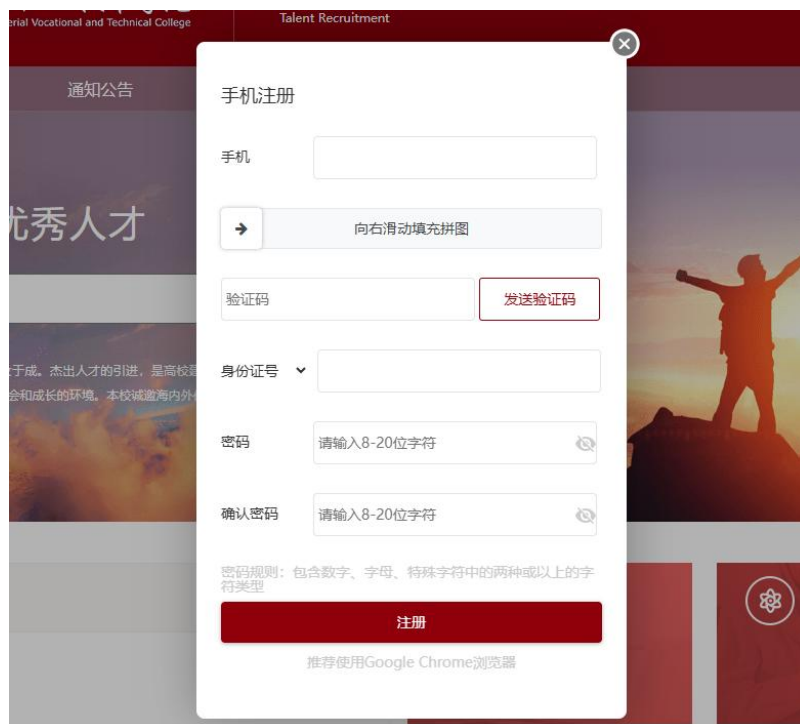 erial Vocational and Technical College
Talent Recruitment
通知公告
优秀人才
于成。杰出人才的引进，是高校
会和成长的环境。本校诚邀海内外
手机注册
手机
向右滑动填充拼图
验证码
发送验证码
身份证号
密码
请输入8-20位字符
确认密码
请输入8-20位字符
密码规则：包含数字、字母、特殊字符中的两种或以上的字
符类型
注册
推荐使用Google Chrome浏览器